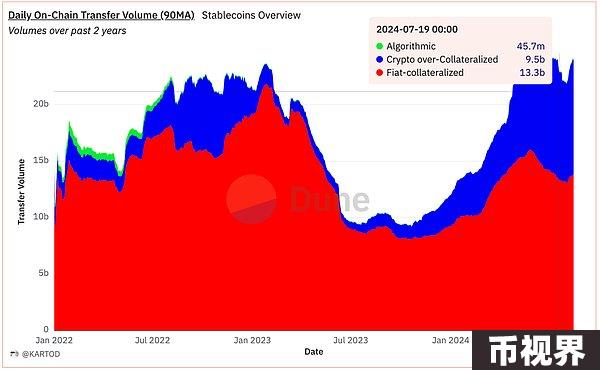 Daily On-Chain Transfer Volume (90MA) Stablecoins Overview
Volumes over past 2 years
2024-07-19 00:00
Algorithmic 45.7m
Crypto over-Collateralized 9.5b
Fiat-collateralized 13.3b
20b
15b
10b
5b
0
Transfer Volume
Dune
Jan 2022 Jul 2022 Jan 2023 Jul 2023 Jan 2024
Date
@KARTOD
币视界